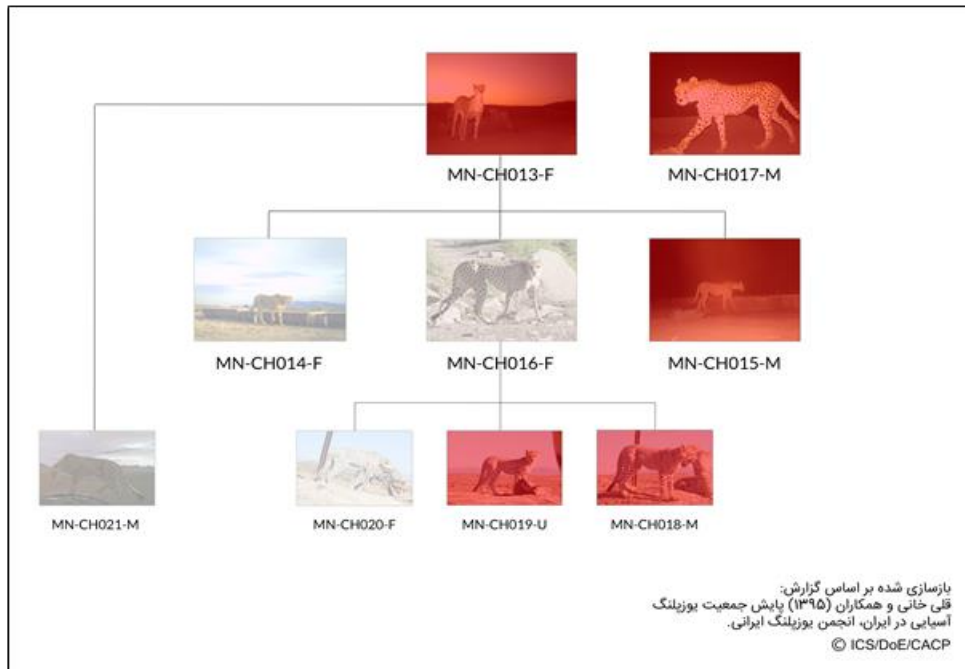 MN-CH013-F
MN-CH017-M
MN-CH014-F
MN-CH016-F
MN-CH015-M
MN-CH021-M
MN-CH020-F
MN-CH019-U
MN-CH018-M
بازسازی شده بر اساس گزارش:
قلی خانی و همکاران (۱۳۹۵) پایش جمعیت یوزپلنگ
آسیایی در ایران، انجمن یوزپلنگ ایرانی.
© ICS/DoE/CACP